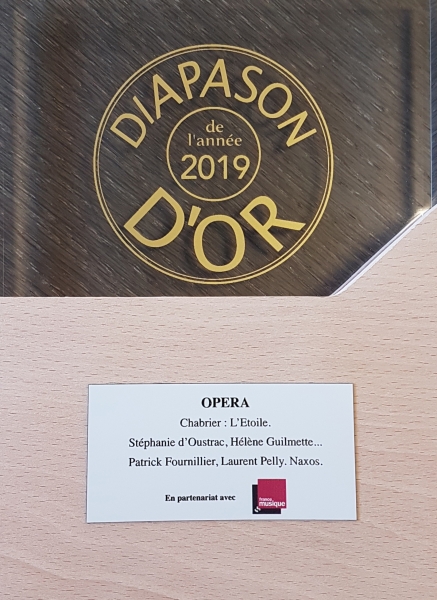 DIAPASON
de
l'année
2019
D'OR
OPERA
Chabrier : L'Etoile.
Stéphanie d'Oustrac, Hélène Guilmette...
Patrick Fournillier, Laurent Pelly. Naxos.
En partenariat avec
france
musique